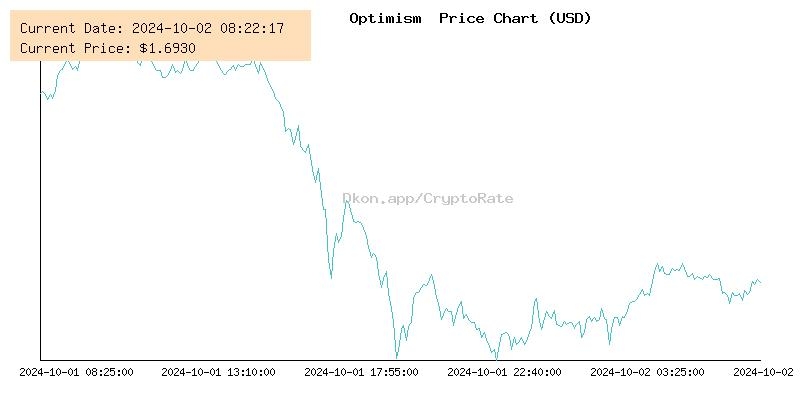 Optimism  Price Chart (USD)
Current Date: 2024-10-02 08:22:17
Current Price: $1.6930
Dkon.app/CryptoRate
2024-10-01 08:25:00 2024-10-01 13:10:00 2024-10-01 17:55:00 2024-10-01 22:40:00 2024-10-02 03:25:00 2024-10-02